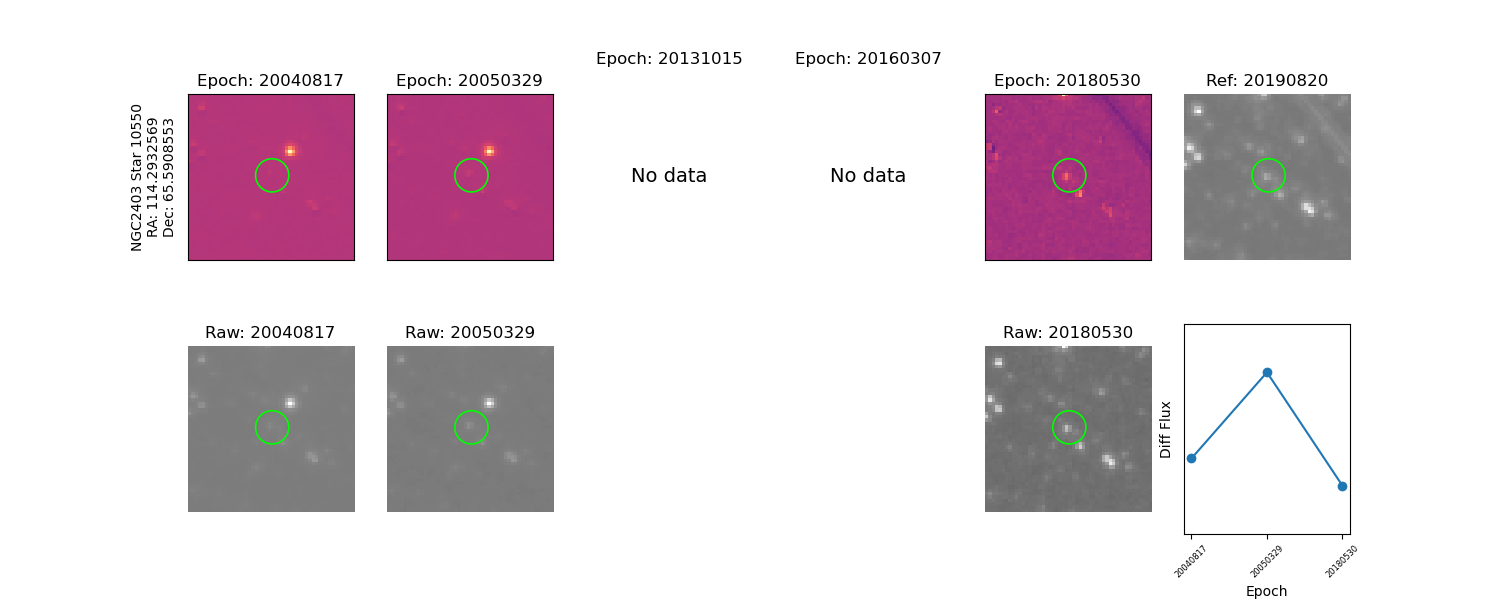 Epoch: 20040817
Epoch: 20050329
Epoch: 20131015
Epoch: 20160307
Epoch: 20180530
Ref: 20190820
NGC2403 Star 10550
RA: 114.2932569
Dec: 65.5908553
No data
No data
Raw: 20040817
Raw: 20050329
Raw: 20180530
Diff Flux
20040817
20050329
20180530
Epoch